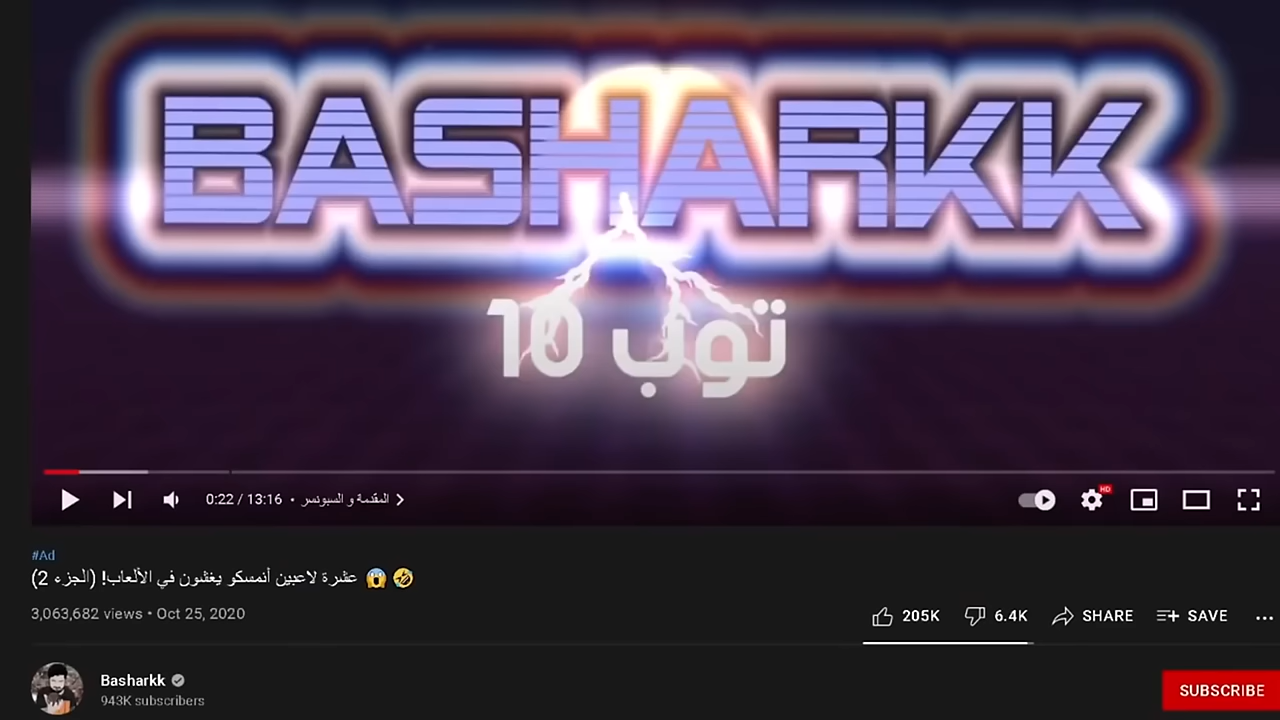 BASHARKK
توب 10
0:22 / 13:16 • المقدمة و السبونسر
HD
#Ad
عشرة لاعبين أنمسكو يغشون في الألعاب! (الجزء 2) 😱 🤣
3,063,682 views • Oct 25, 2020
205K 6.4K SHARE SAVE
Basharkk
943K subscribers
SUBSCRIBE